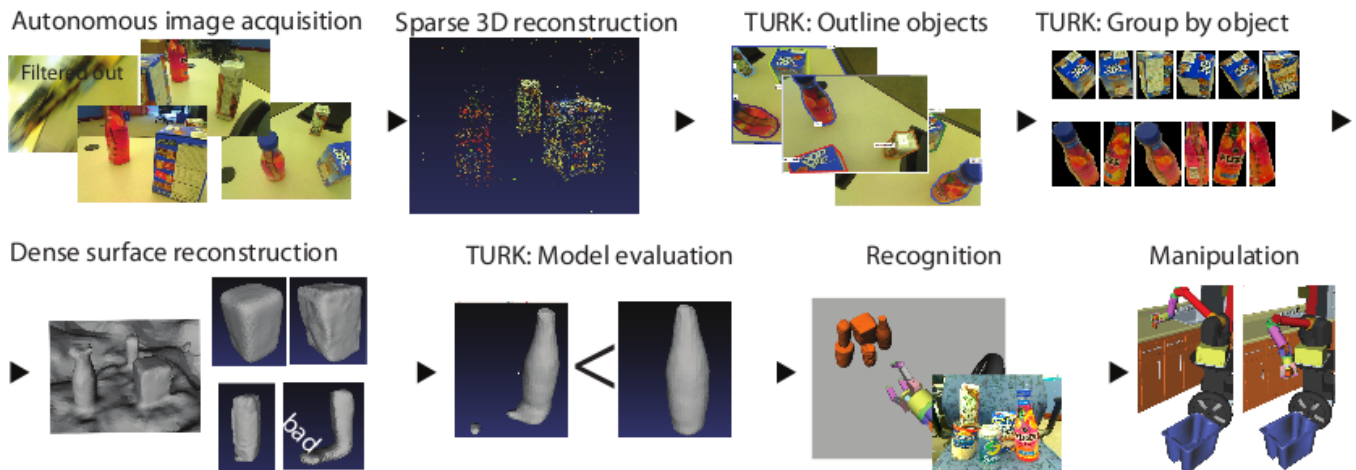 Autonomous image acquisition
Sparse 3D reconstruction
TURK: Outline objects
TURK: Group by object
Filtered out
Dense surface reconstruction
TURK: Model evaluation
Recognition
Manipulation
<
bad